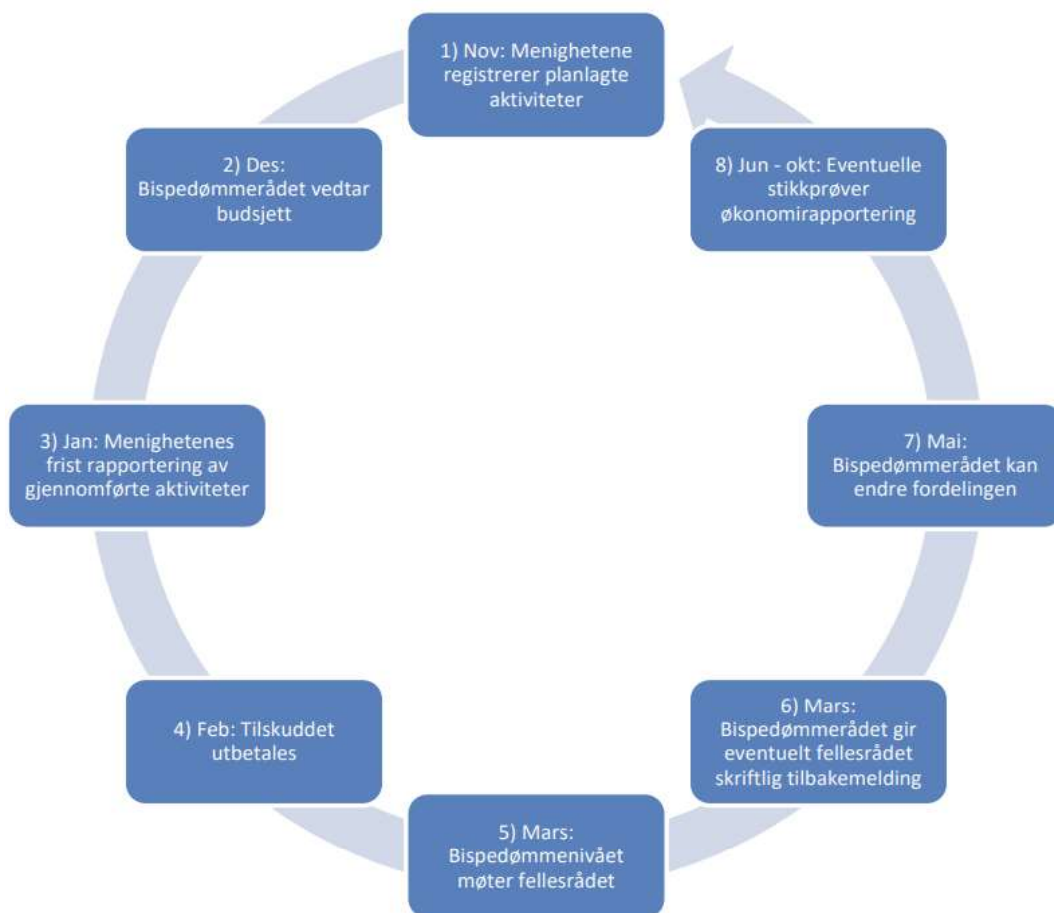 1) Nov: Menighetene
registrerer planlagte
aktiviteter
2) Des:
Bispedømmerådet vedtar
budsjett
3) Jan: Menighetenes
frist rapportering av
gjennomførte aktiviteter
4) Feb: Tilskuddet
utbetales
5) Mars:
Bispedømmenivået
møter fellesrådet
6) Mars:
Bispedømmerådet gir
eventuelt fellesrådet
skriftlig tilbakemelding
7) Mai:
Bispedømmerådet kan
endre fordelingen
8) Jun - okt: Eventuelle
stikkprøver
økonomirapportering